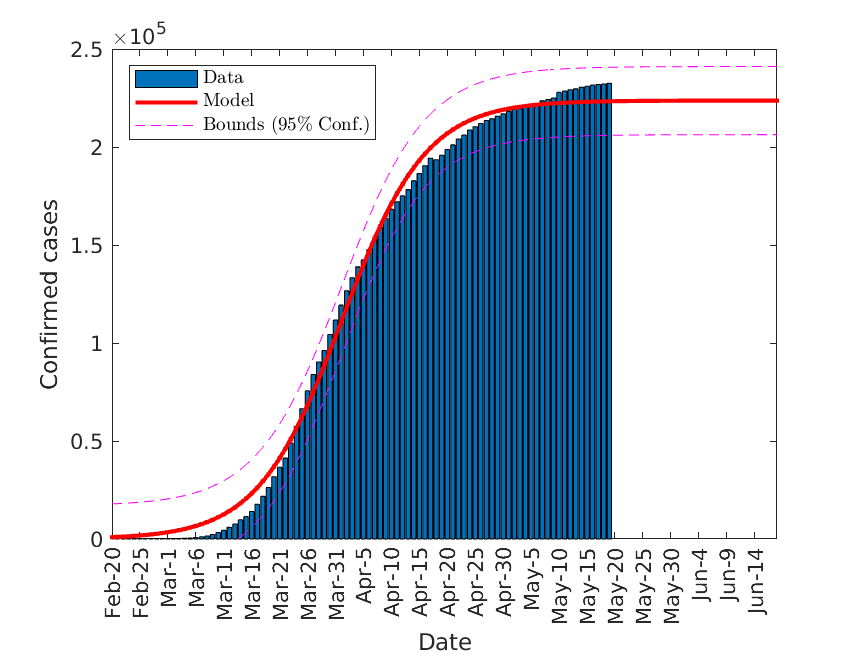 ×10⁵
2.5
2
1.5
1
0.5
0
Data
Model
Bounds (95% Conf.)
Confirmed cases
Feb-20
Feb-25
Mar-1
Mar-6
Mar-11
Mar-16
Mar-21
Mar-26
Mar-31
Apr-5
Apr-10
Apr-15
Apr-20
Apr-25
Apr-30
May-5
May-10
May-15
May-20
May-25
May-30
Jun-4
Jun-9
Jun-14
Date